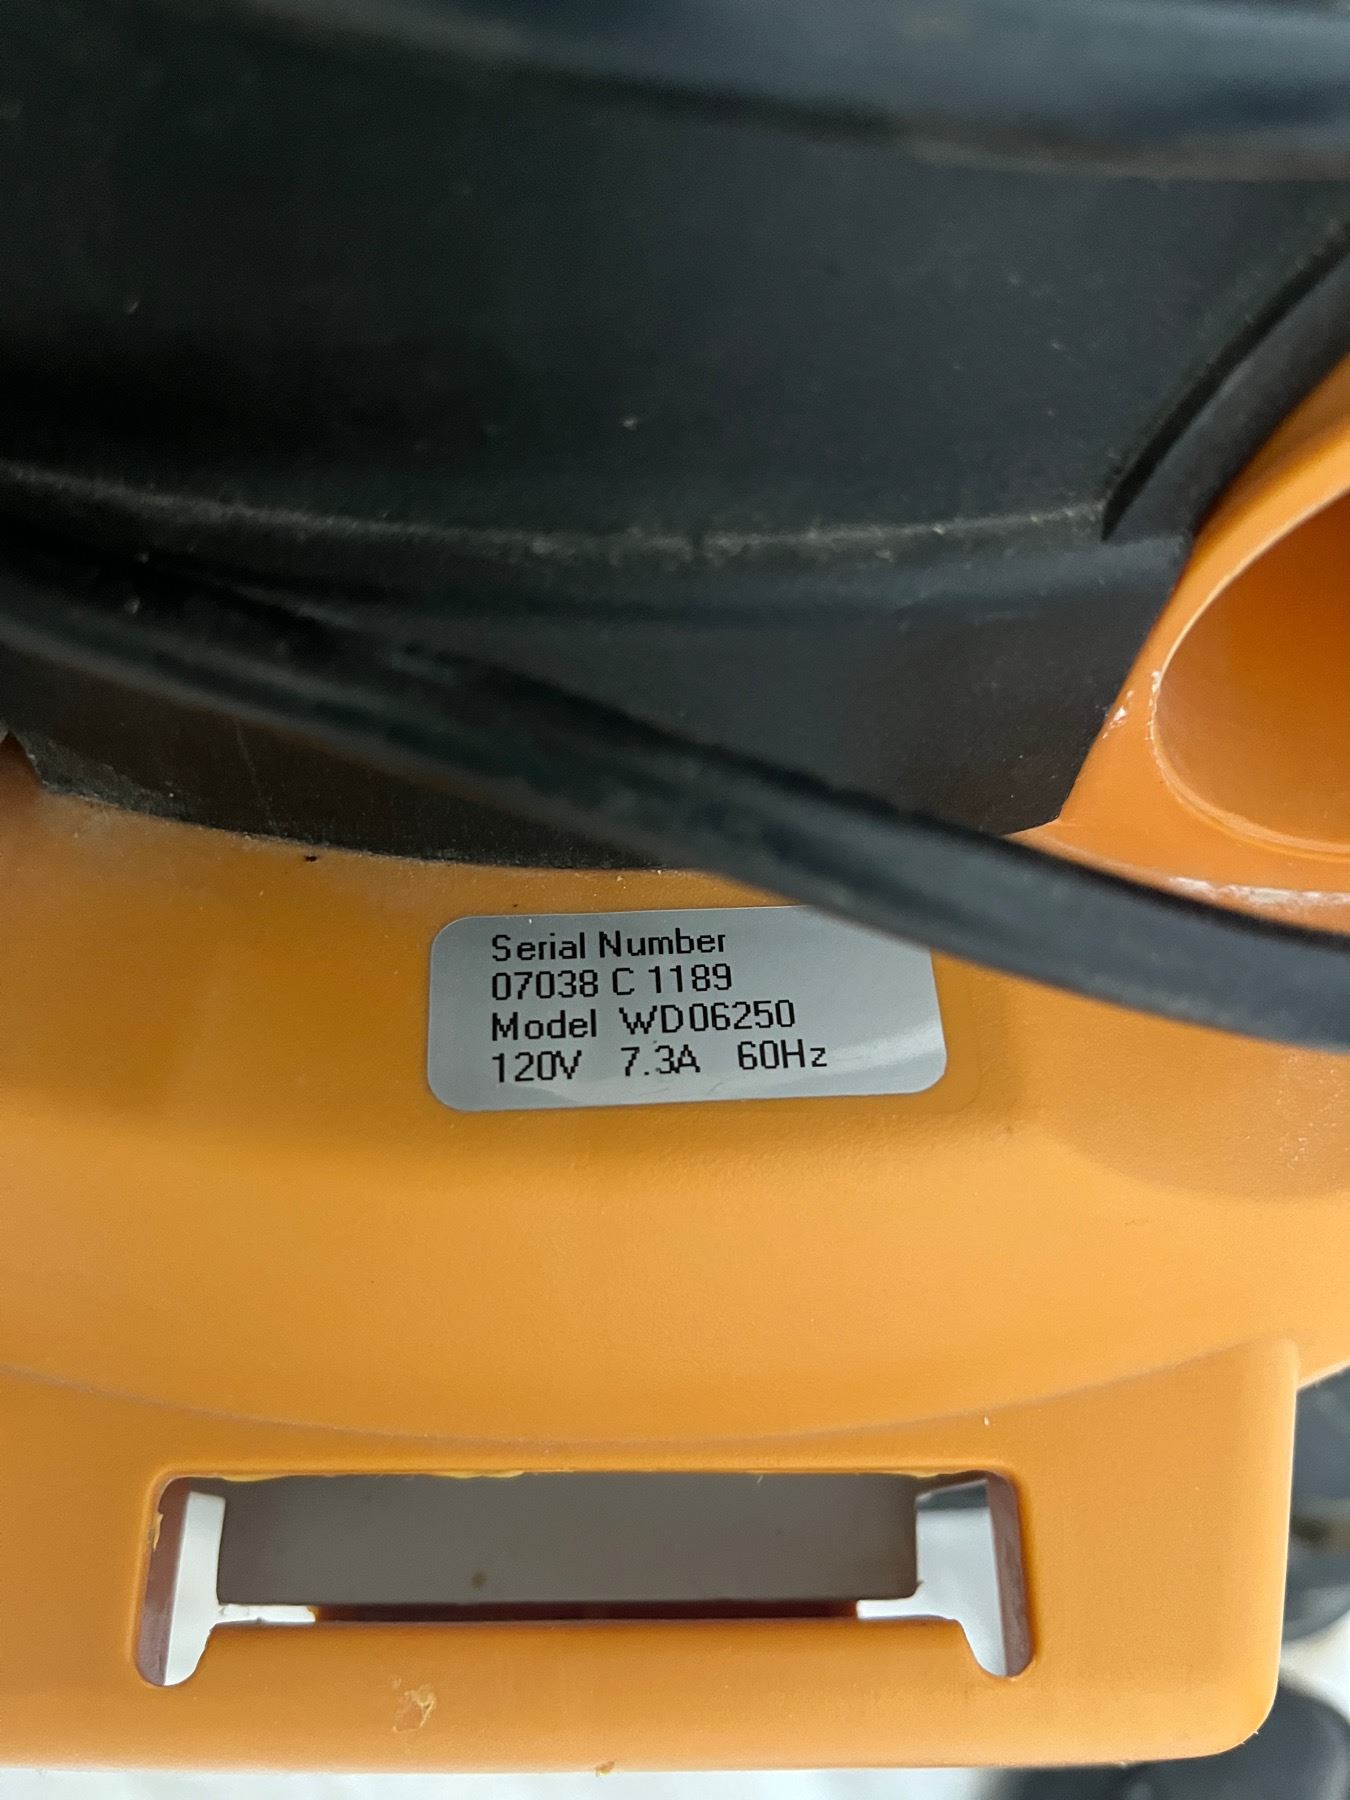 Serial Number
07038 C 1189
Model WD06250
120V 7.3A 60Hz